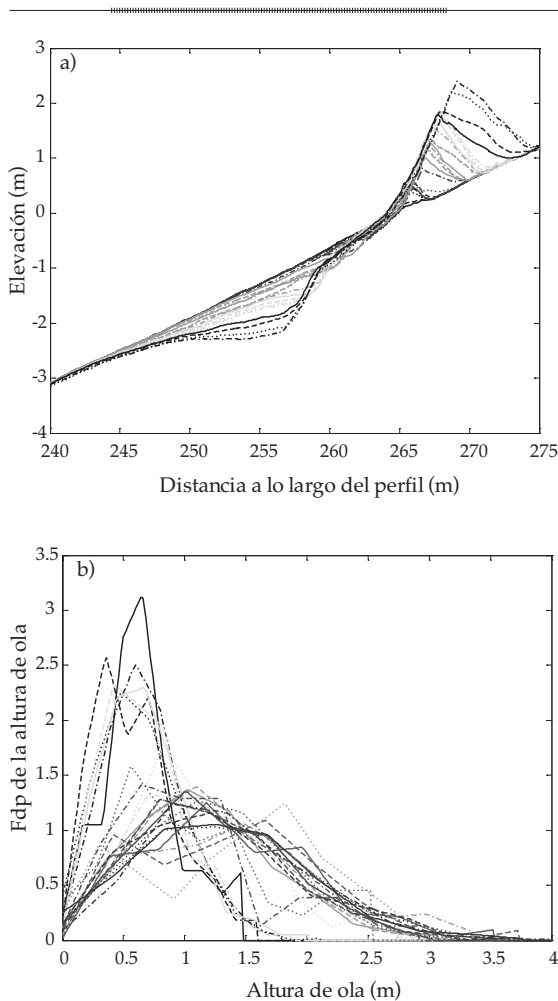 a)
3
2
1
0
-1
-2
-3
-4
Elevación (m)
240 245 250 255 260 265 270 275
Distancia a lo largo del perfil (m)
b)
3.5
3
2.5
2
1.5
1
0.5
0
Fdp de la altura de ola
0 0.5 1 1.5 2 2.5 3 3.5 4
Altura de ola (m)